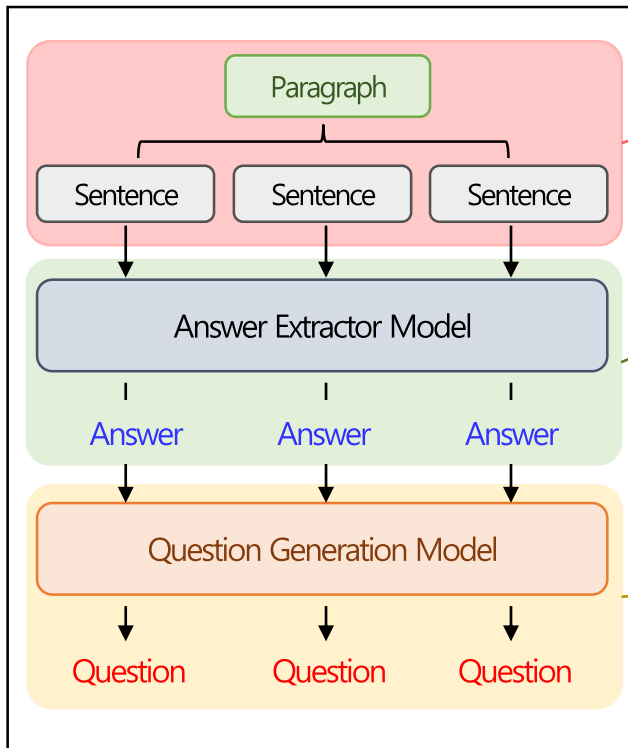 Paragraph
Sentence Sentence Sentence
Answer Extractor Model
Answer Answer Answer
Question Generation Model
Question Question Question